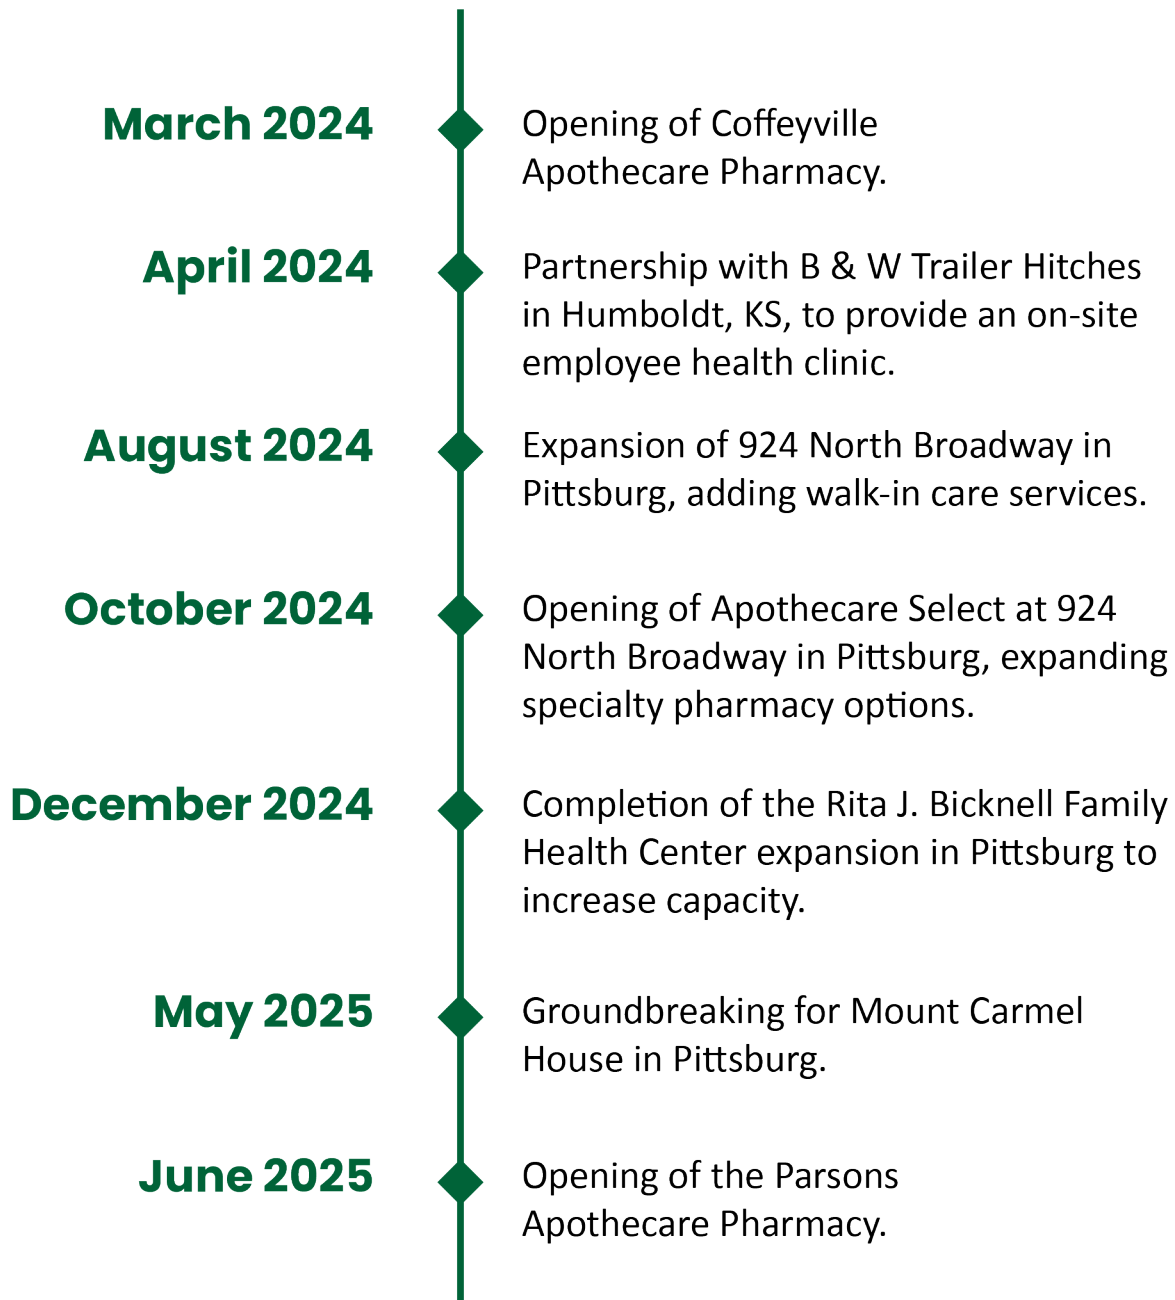 March 2024
Opening of Coffeyville
Apothecare Pharmacy.
April 2024
Partnership with B & W Trailer Hitches
in Humboldt, KS, to provide an on-site
employee health clinic.
August 2024
Expansion of 924 North Broadway in
Pittsburg, adding walk-in care services.
October 2024
Opening of Apothecare Select at 924
North Broadway in Pittsburg, expanding
specialty pharmacy options.
December 2024
Completion of the Rita J. Bicknell Family
Health Center expansion in Pittsburg to
increase capacity.
May 2025
Groundbreaking for Mount Carmel
House in Pittsburg.
June 2025
Opening of the Parsons
Apothecare Pharmacy.